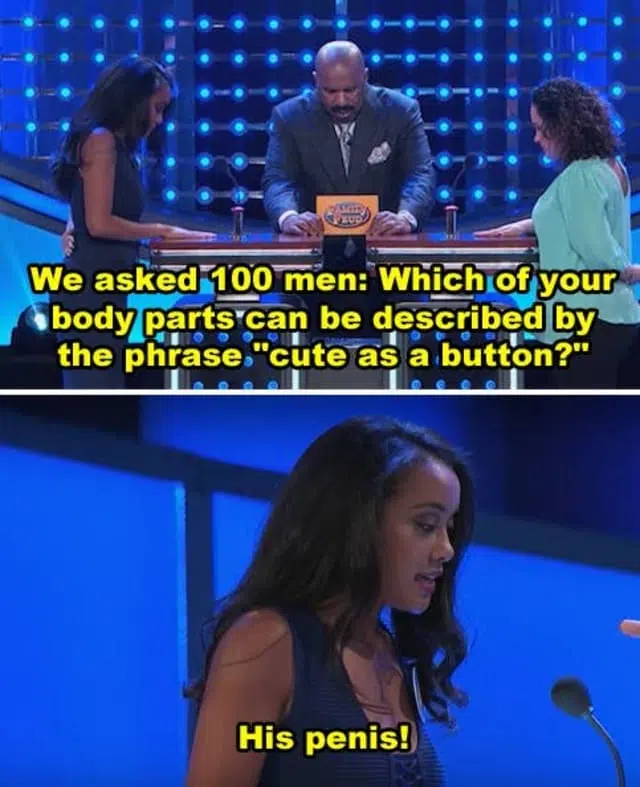 We asked 100 men: Which of your
body parts can be described by
the phrase "cute as a button?"
FEUD
His penis!